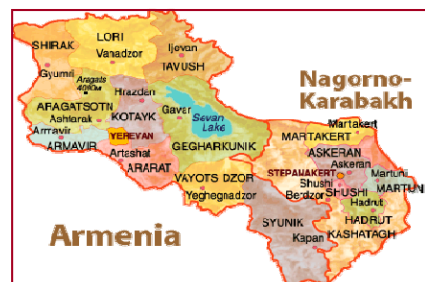 LORI
SHIRAK
Vanadzor
Ijevan
TAVUSH
Gyumri
Aragats
4090м
Hrazdan
ARAGATSOTN
KOTAYK
Gavar
Sevan
Lake
Ashtarak
Armavir
YEREVAN
ARMAVIR
GEGHARKUNIK
Artashat
ARARAT
VAYOTS DZOR
Yeghegnadzor
SYUNIK
Kapan
Nagorno-
Karabakh
Martakert
MARTAKERT
ASKERAN
Askeran
STEPANAKERT
Martuni
Shushi
MARTUNI
Berdzor
SHUSHI
Hadrut
HADRUT
KASHATAGH
Armenia